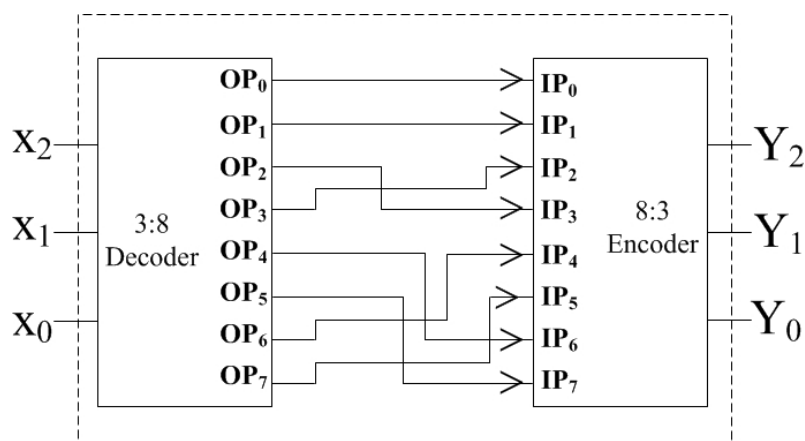 OP₀ IP₀
OP₁ IP₁
X₂ OP₂ IP₂ Y₂
OP₃ IP₃
X₁ 3:8 8:3 Y₁
Decoder OP₄ IP₄ Encoder
OP₅ IP₅
X₀ OP₆ IP₆ Y₀
OP₇ IP₇